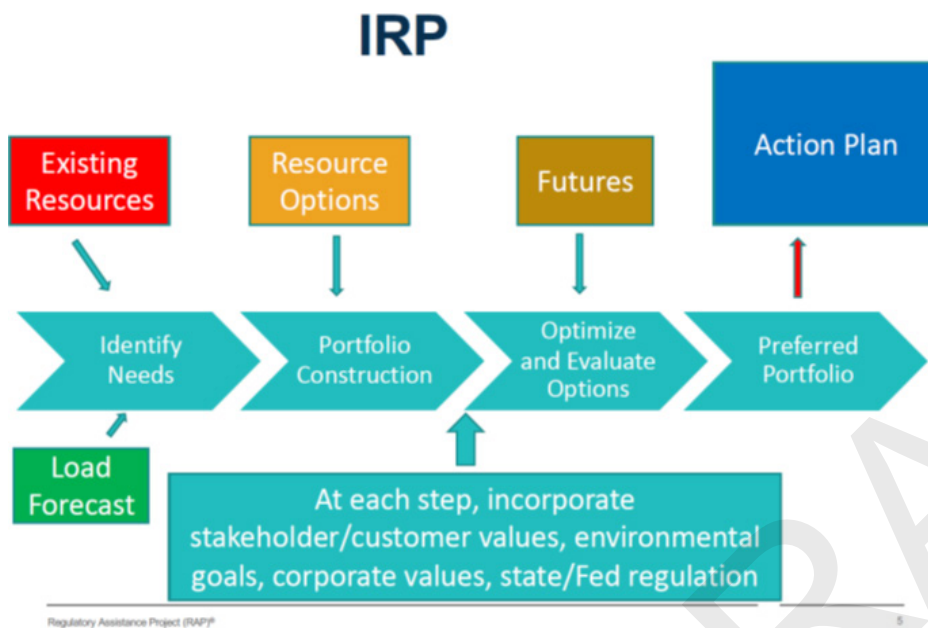 IRP
Existing
Resources
Resource
Options
Futures
Action Plan
Identify
Needs
Portfolio
Construction
Optimize
and Evaluate
Options
Preferred
Portfolio
Load
Forecast
At each step, incorporate
stakeholder/customer values, environmental
goals, corporate values, state/Fed regulation
Regulatory Assistance Project (RAP)®
5